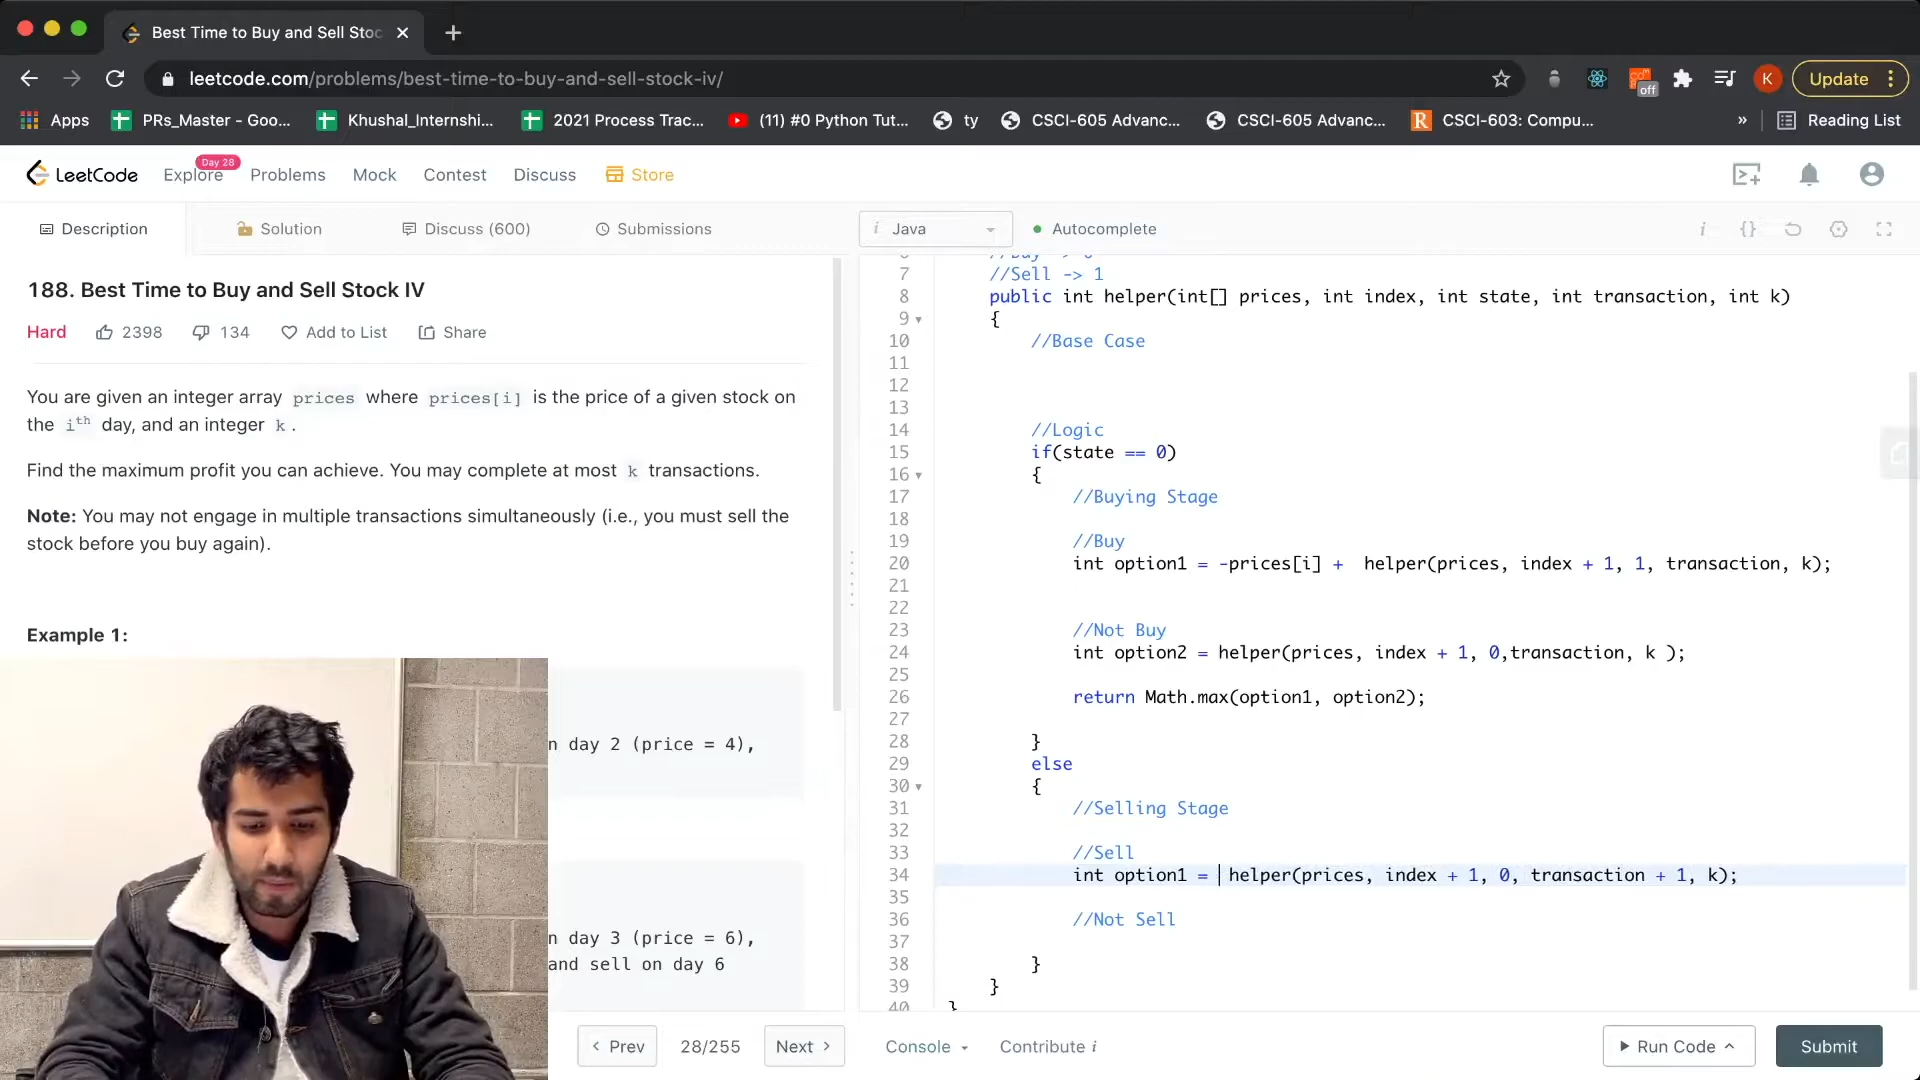 Best Time to Buy and Sell Stoc
leetcode.com/problems/best-time-to-buy-and-sell-stock-iv/
off
K
Update
Apps
PRs_Master - Goo...
Khushal_Internshi...
2021 Process Trac...
(11) #0 Python Tut...
ty
CSCI-605 Advanc...
CSCI-605 Advanc...
CSCI-603: Compu...
»
Reading List
LeetCode
Explore
Day 28
Problems
Mock
Contest
Discuss
Store
Description
Solution
Discuss (600)
Submissions
i Java
Autocomplete
188. Best Time to Buy and Sell Stock IV
Hard
2398
134
Add to List
Share
You are given an integer array prices where prices[i] is the price of a given stock on
the ith day, and an integer k.
Find the maximum profit you can achieve. You may complete at most k transactions.
Note: You may not engage in multiple transactions simultaneously (i.e., you must sell the
stock before you buy again).
Example 1:
n day 2 (price = 4),
n day 3 (price = 6),
and sell on day 6
7 //Sell -> 1
8 public int helper(int[] prices, int index, int state, int transaction, int k)
9 {
10 //Base Case
11
12
13
14 //Logic
15 if(state == 0)
16 {
17 //Buying Stage
18
19 //Buy
20 int option1 = -prices[i] +  helper(prices, index + 1, 1, transaction, k);
21
22
23 //Not Buy
24 int option2 = helper(prices, index + 1, 0,transaction, k );
25
26 return Math.max(option1, option2);
27
28 }
29 else
30 {
31 //Selling Stage
32
33 //Sell
34 int option1 = helper(prices, index + 1, 0, transaction + 1, k);
35
36 //Not Sell
37
38 }
39 }
40 }
Prev
28/255
Next
Console
Contribute i
Run Code
Submit